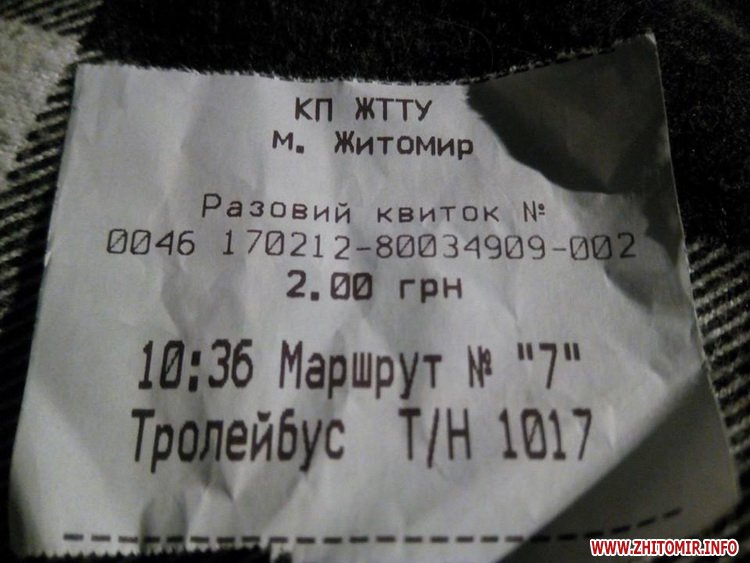 КП ЖТТУ
м. Житомир
Разовий квиток №
0046 170212-80034909-002
2.00 грн
10:36 Маршрут № "7"
Тролейбус Т/Н 1017
WWW.ZHITOMIR.INFO